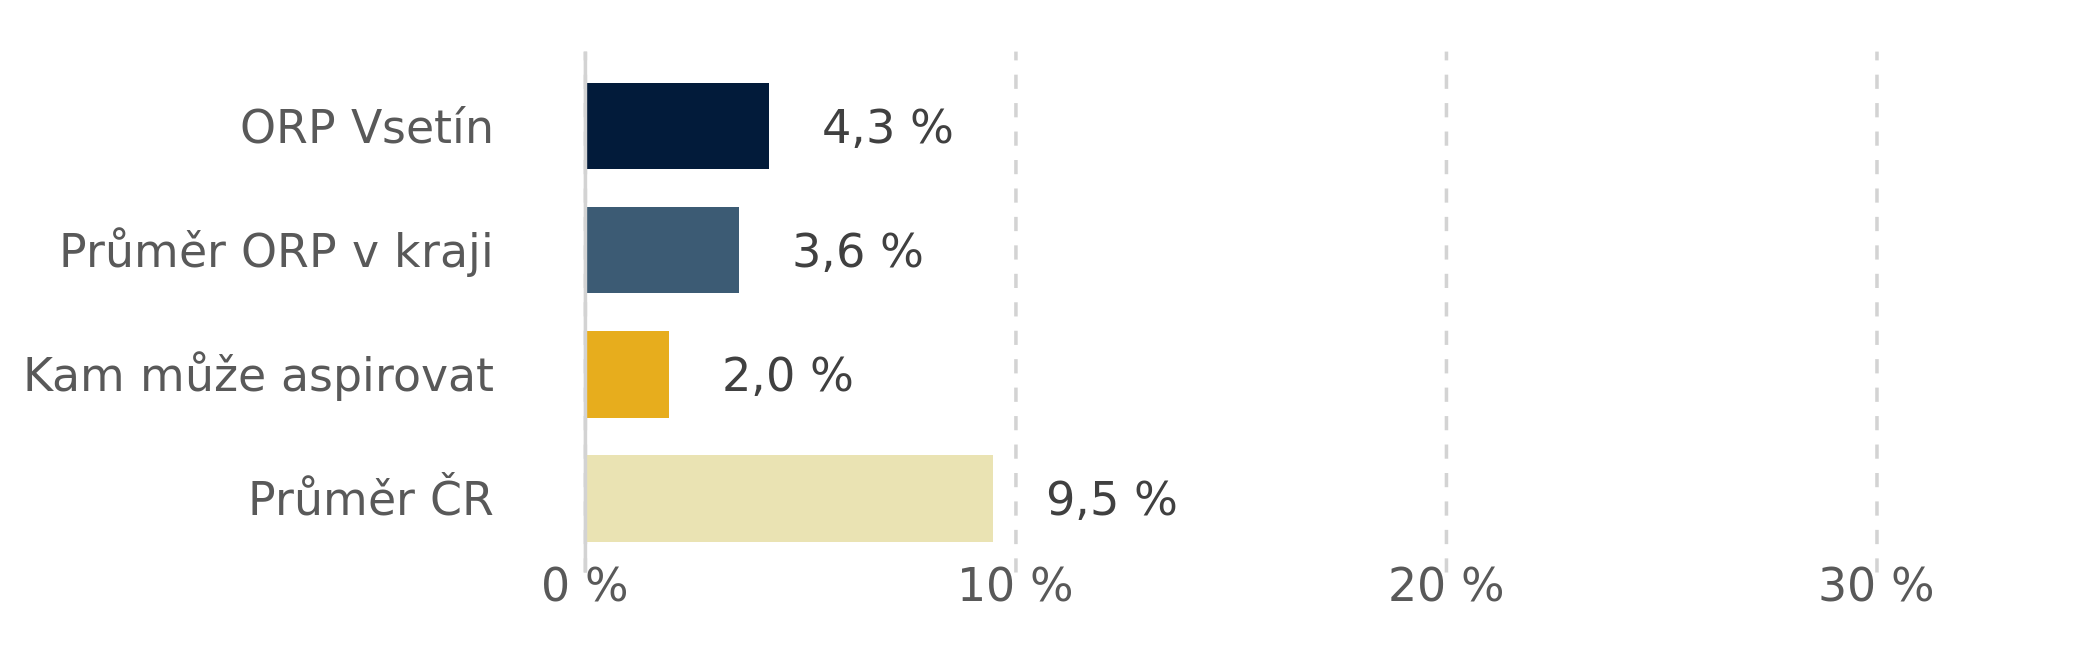 ORP Vsetín 4,3 %
Průměr ORP v kraji 3,6 %
Kam může aspirovat 2,0 %
Průměr ČR 9,5 %
0 % 10 % 20 % 30 %